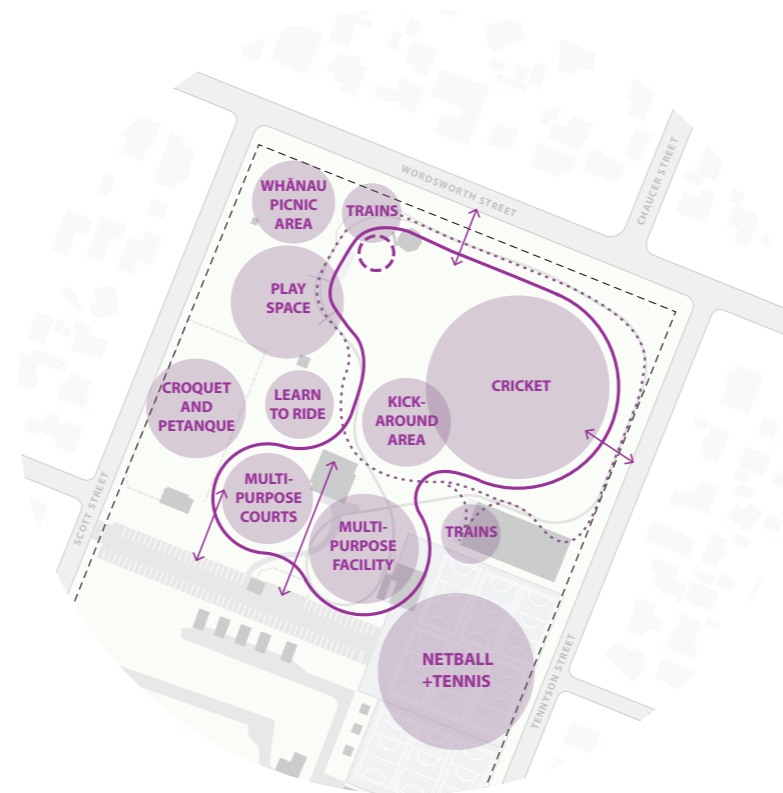 WORDSWORTH STREET
CHAUCER STREET
WHĀNAU
PICNIC
AREA
TRAINS
PLAY
SPACE
CROQUET
AND
PETANQUE
LEARN
TO RIDE
KICK-
AROUND
AREA
CRICKET
SCOTT STREET
MULTI-
PURPOSE
COURTS
MULTI-
PURPOSE
FACILITY
TRAINS
NETBALL
+TENNIS
TENNYSON STREET